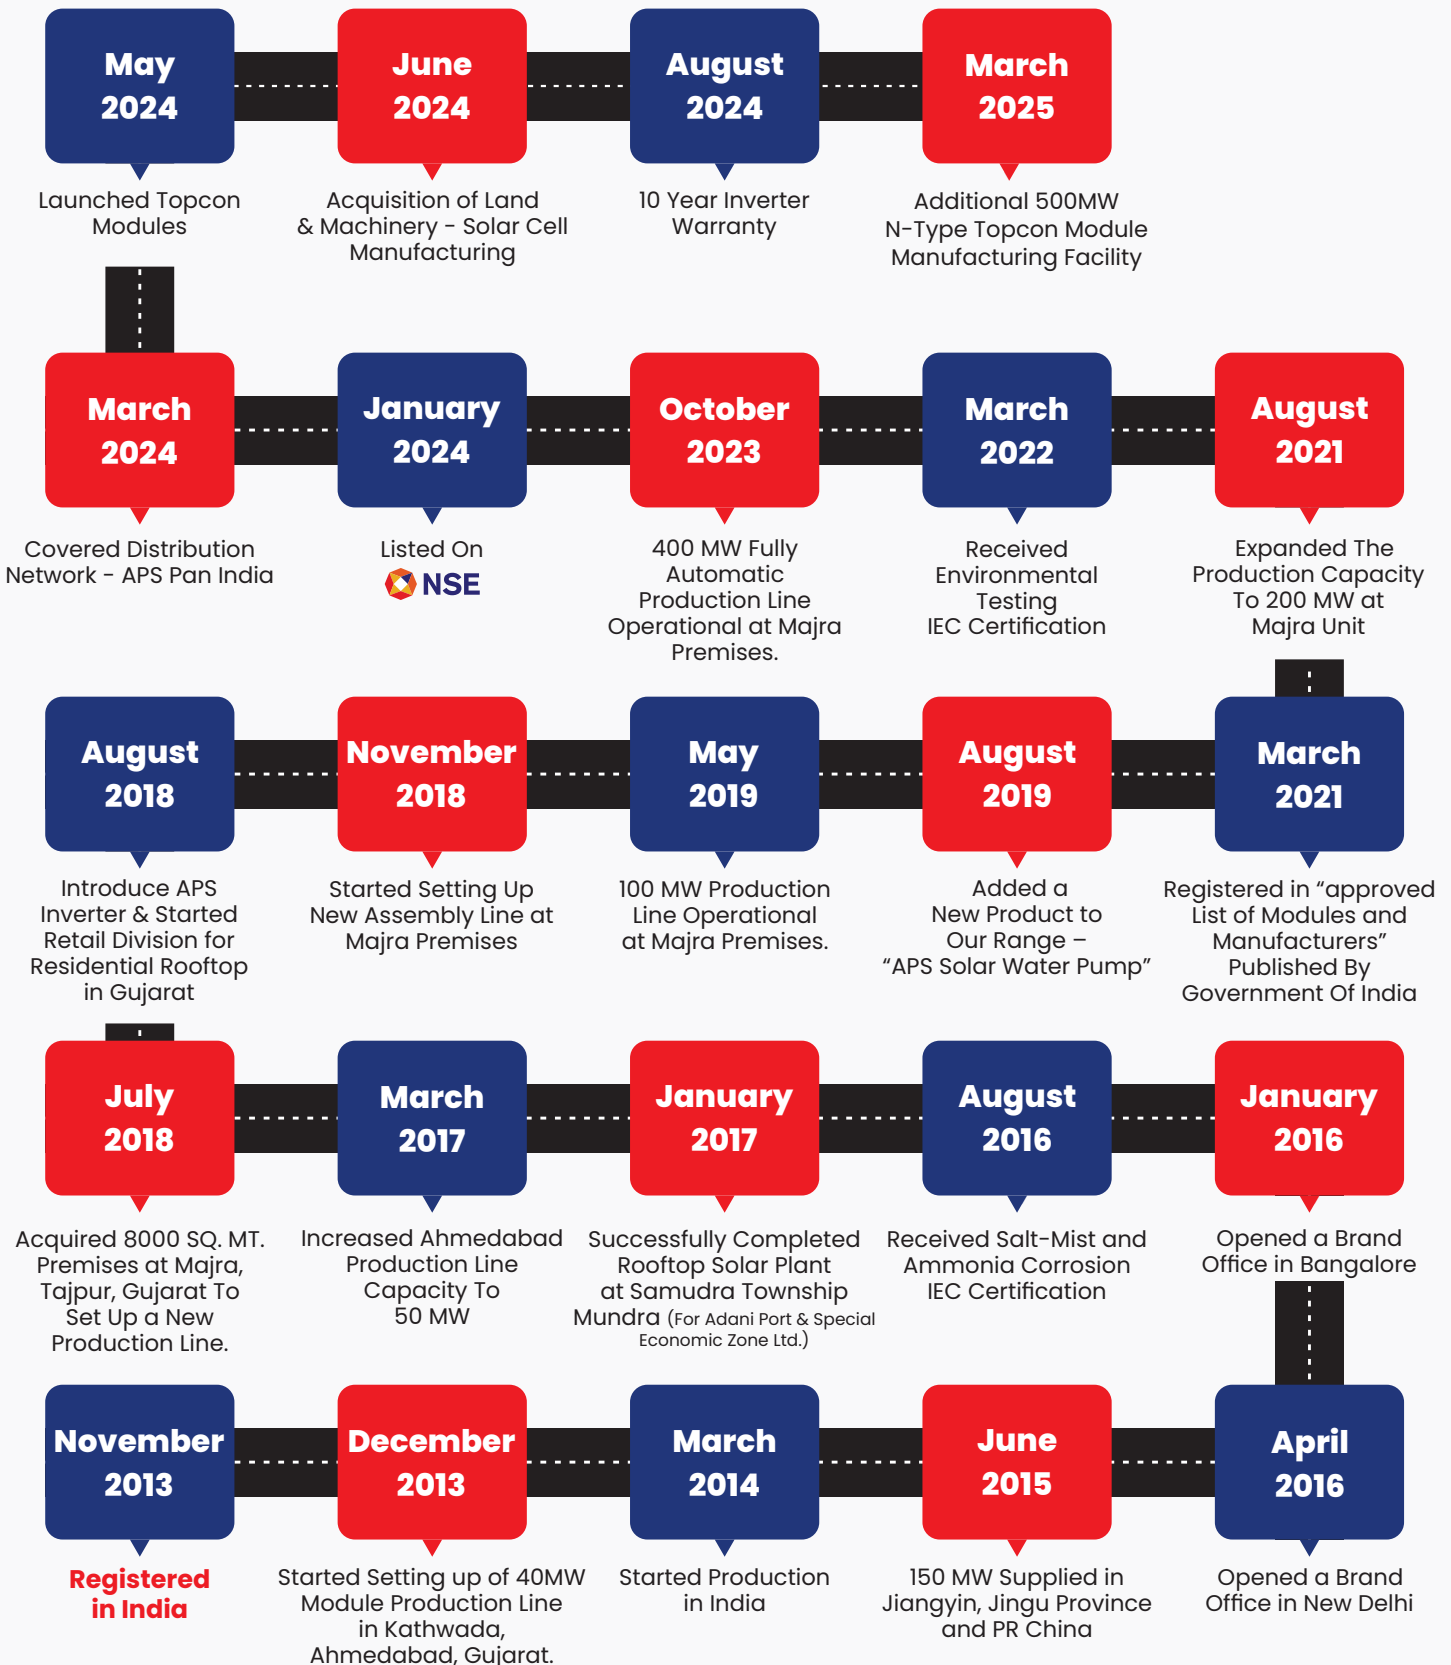 May
2024
Launched Topcon
Modules
June
2024
Acquisition of Land
& Machinery - Solar Cell
Manufacturing
August
2024
10 Year Inverter
Warranty
March
2025
Additional 500MW
N-Type Topcon Module
Manufacturing Facility
March
2024
Covered Distribution
Network - APS Pan India
January
2024
Listed On
NSE
October
2023
400 MW Fully
Automatic
Production Line
Operational at Majra
Premises.
March
2022
Received
Environmental
Testing
IEC Certification
August
2021
Expanded The
Production Capacity
To 200 MW at
Majra Unit
August
2018
Introduce APS
Inverter & Started
Retail Division for
Residential Rooftop
in Gujarat
November
2018
Started Setting Up
New Assembly Line at
Majra Premises
May
2019
100 MW Production
Line Operational
at Majra Premises.
August
2019
Added a
New Product to
Our Range –
“APS Solar Water Pump”
March
2021
Registered in “approved
List of Modules and
Manufacturers”
Published By
Government Of India
July
2018
Acquired 8000 SQ. MT.
Premises at Majra,
Tajpur, Gujarat To
Set Up a New
Production Line.
March
2017
Increased Ahmedabad
Production Line
Capacity To
50 MW
January
2017
Successfully Completed
Rooftop Solar Plant
at Samudra Township
Mundra (For Adani Port & Special
Economic Zone Ltd.)
August
2016
Received Salt-Mist and
Ammonia Corrosion
IEC Certification
January
2016
Opened a Brand
Office in Bangalore
November
2013
Registered
in India
December
2013
Started Setting up of 40MW
Module Production Line
in Kathwada,
Ahmedabad, Gujarat.
March
2014
Started Production
in India
June
2015
150 MW Supplied in
Jiangyin, Jingu Province
and PR China
April
2016
Opened a Brand
Office in New Delhi